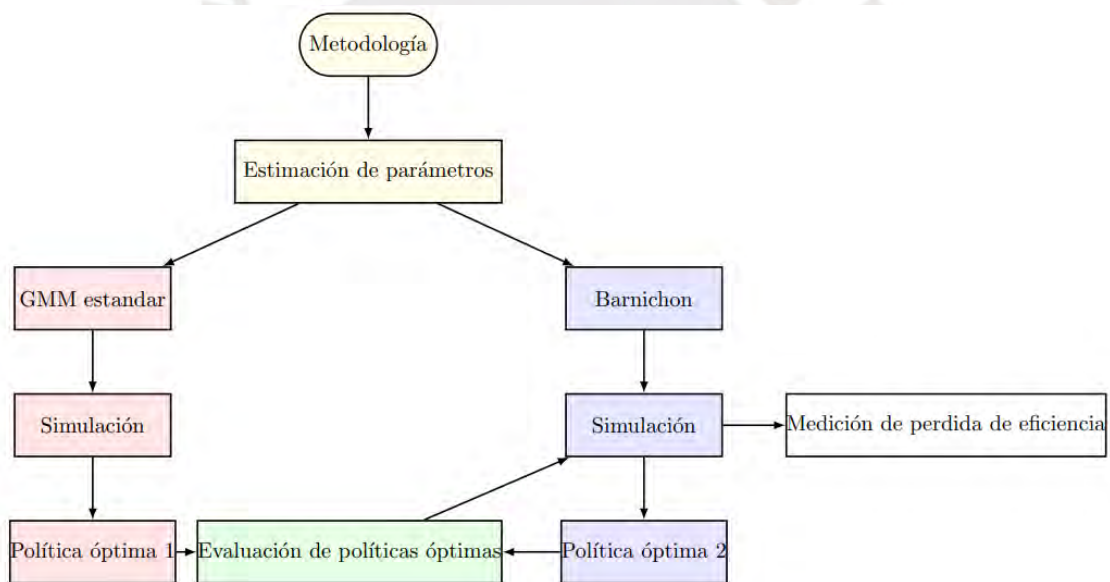 Metodología
Estimación de parámetros
GMM estandar
Barnichon
Simulación
Simulación
Medición de perdida de eficiencia
Política óptima 1
Evaluación de políticas óptimas
Política óptima 2